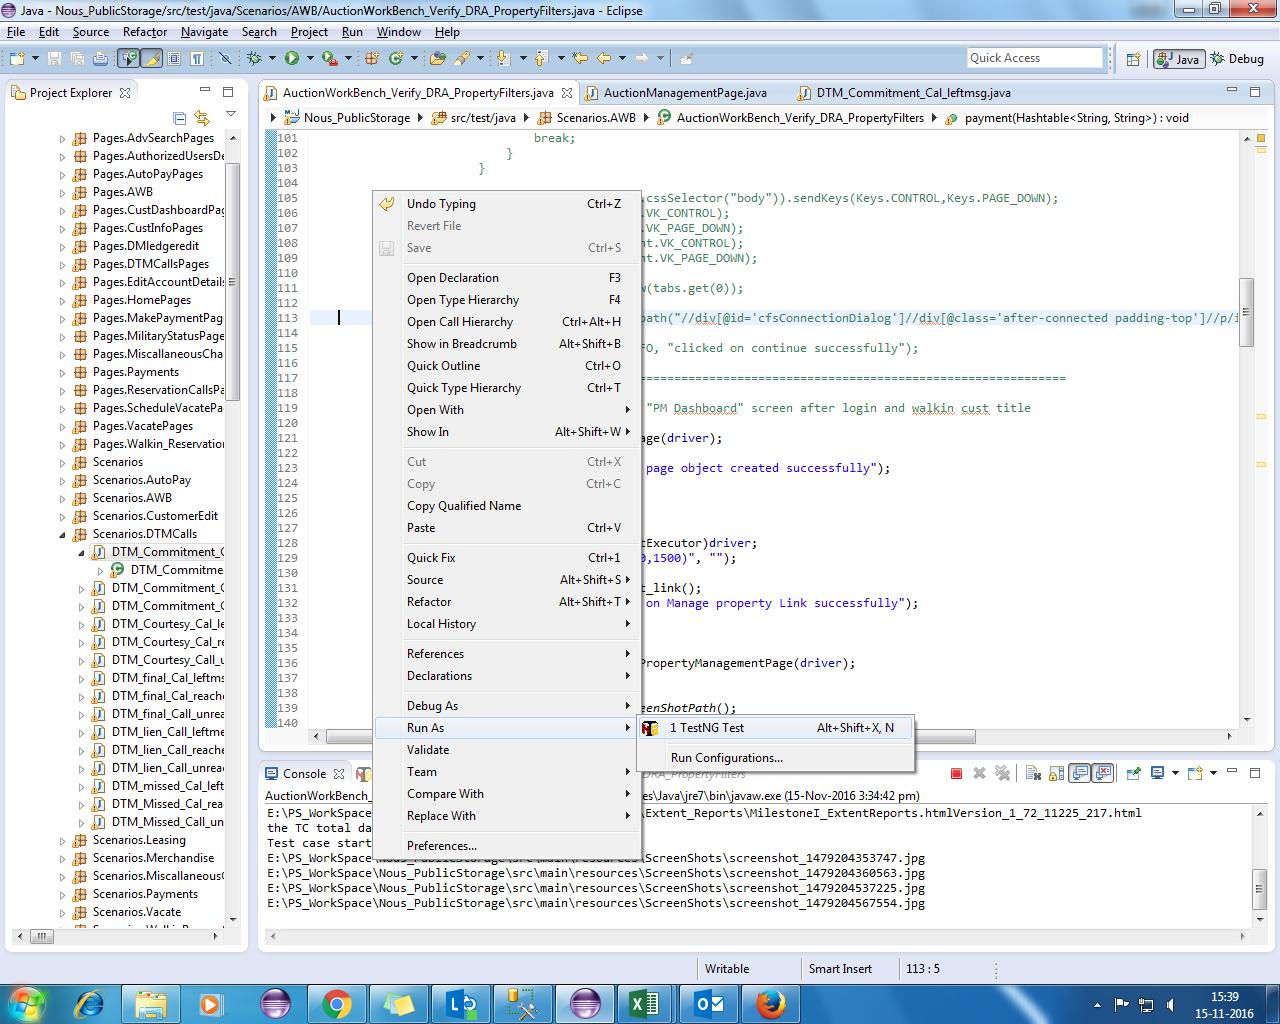 Java - Nous_PublicStorage/src/test/java/Scenarios/AWB/AuctionWorkBench_Verify_DRA_PropertyFilters.java - Eclipse
File Edit Source Refactor Navigate Search Project Run Window Help
Quick Access
Java
Debug
Project Explorer
Pages.AdvSearchPages
Pages.AuthorizedUsersDe
Pages.AutoPayPages
Pages.AWB
Pages.CustDashboardPag
Pages.CustInfoPages
Pages.DMledgeredit
Pages.DTMCallsPages
Pages.EditAccountDetails
Pages.HomePages
Pages.MakePaymentPag
Pages.MilitaryStatusPage
Pages.MiscallaneousCha
Pages.Payments
Pages.ReservationCallsPa
Pages.ScheduleVacatePa
Pages.VacatePages
Pages.Walkin_Reservation
Scenarios
Scenarios.AutoPay
Scenarios.AWB
Scenarios.CustomerEdit
Scenarios.DTMCalls
DTM_Commitment_C
DTM_Commitme
DTM_Commitment_C
DTM_Commitment_C
DTM_Courtesy_Cal_le
DTM_Courtesy_Cal_re
DTM_Courtesy_Call_u
DTM_final_Cal_leftms
DTM_final_Cal_reache
DTM_final_Call_unrea
DTM_lien_Call_leftme
DTM_lien_Call_reache
DTM_lien_Call_unreac
DTM_missed_Cal_left
DTM_Missed_Cal_rea
DTM_Missed_Call_un
Scenarios.Leasing
Scenarios.Merchandise
Scenarios.Miscallaneous
Scenarios.Payments
Scenarios.Vacate
AuctionWorkBench_Verify_DRA_PropertyFilters.java
AuctionManagementPage.java
DTM_Commitment_Cal_leftmsg.java
Nous_PublicStorage src/test/java Scenarios.AWB AuctionWorkBench_Verify_DRA_PropertyFilters payment(Hashtable<String, String>) : void
101 break;
102 }
103 }
104
105 .cssSelector("body")).sendKeys(Keys.CONTROL,Keys.PAGE_DOWN);
106 .VK_CONTROL);
107 .VK_PAGE_DOWN);
108 nt.VK_CONTROL);
109 nt.VK_PAGE_DOWN);
110
111 w(tabs.get(0));
112
113 path("//div[@id='cfsConnectionDialog']//div[@class='after-connected padding-top']//p/i
114
115 FO, "clicked on continue successfully");
116
117 ================================================================
118
119 "PM Dashboard" screen after login and walkin cust title
120
121 age(driver);
122
123 page object created successfully");
124
125
126
127
128 tExecutor)driver;
129 0,1500)", "");
130
131 t_link();
132 on Manage property Link successfully");
133
134
135
136 PropertyManagementPage(driver);
137
138
139 eenShotPath();
140
Undo Typing Ctrl+Z
Revert File
Save Ctrl+S
Open Declaration F3
Open Type Hierarchy F4
Open Call Hierarchy Ctrl+Alt+H
Show in Breadcrumb Alt+Shift+B
Quick Outline Ctrl+O
Quick Type Hierarchy Ctrl+T
Open With
Show In Alt+Shift+W
Cut Ctrl+X
Copy Ctrl+C
Copy Qualified Name
Paste Ctrl+V
Quick Fix Ctrl+1
Source Alt+Shift+S
Refactor Alt+Shift+T
Local History
References
Declarations
Debug As
Run As
Validate
Team
Compare With
Replace With
Preferences...
1 TestNG Test Alt+Shift+X, N
Run Configurations...
Console
DRA_PropertyFilters
AuctionWorkBench_ es\Java\jre7\bin\javaw.exe (15-Nov-2016 3:34:42 pm)
E:\PS_WorkSpace \Extent_Reports\MilestoneI_ExtentReports.htmlVersion_1_72_11225_217.html
the TC total da
Test case start
E:\PS_WorkSpace\Nous_PublicStorage\src\main\resources\ScreenShots\screenshot_1479204353747.jpg
E:\PS_WorkSpace\Nous_PublicStorage\src\main\resources\ScreenShots\screenshot_1479204360563.jpg
E:\PS_WorkSpace\Nous_PublicStorage\src\main\resources\ScreenShots\screenshot_1479204537225.jpg
E:\PS_WorkSpace\Nous_PublicStorage\src\main\resources\ScreenShots\screenshot_1479204567554.jpg
Writable
Smart Insert
113 : 5
15:39
15-11-2016